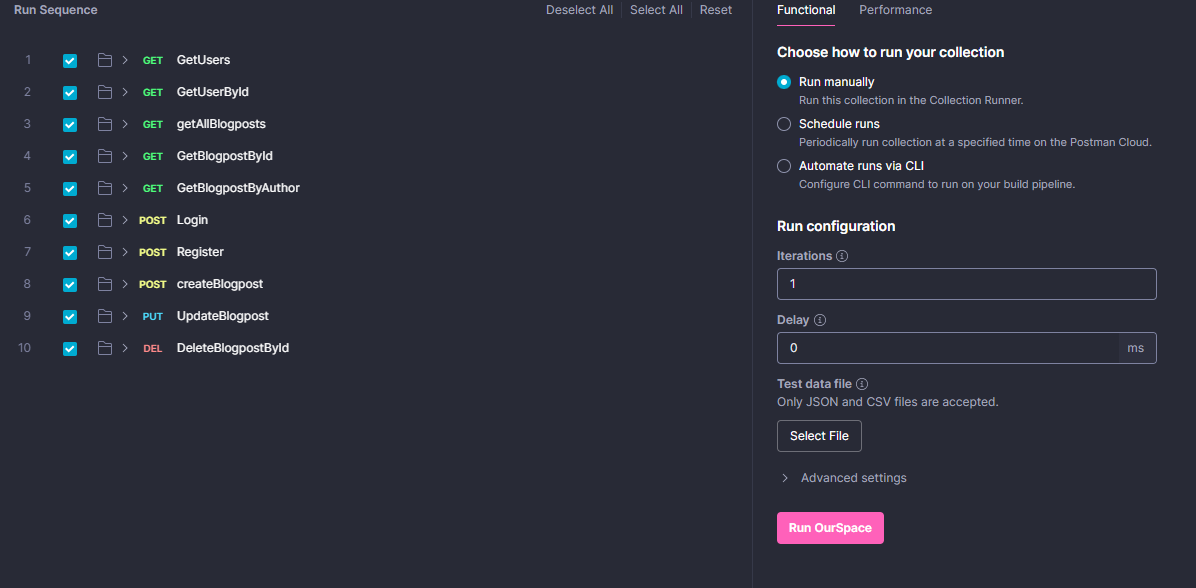 Run Sequence
Deselect All Select All Reset
1 GET GetUsers
2 GET GetUserById
3 GET getAllBlogposts
4 GET GetBlogpostById
5 GET GetBlogpostByAuthor
6 POST Login
7 POST Register
8 POST createBlogpost
9 PUT UpdateBlogpost
10 DEL DeleteBlogpostById
Functional Performance
Choose how to run your collection
Run manually
Run this collection in the Collection Runner.
Schedule runs
Periodically run collection at a specified time on the Postman Cloud.
Automate runs via CLI
Configure CLI command to run on your build pipeline.
Run configuration
Iterations
1
Delay
0 ms
Test data file
Only JSON and CSV files are accepted.
Select File
Advanced settings
Run OurSpace